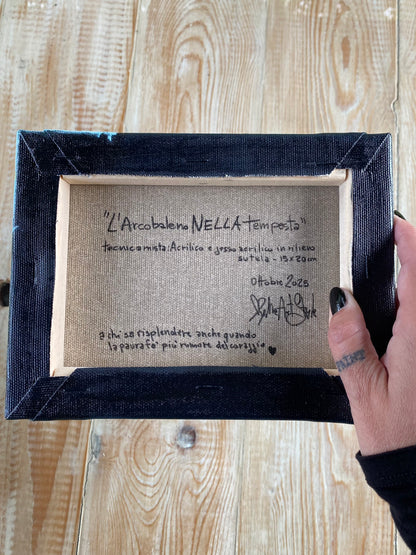 "L'Arcobaleno NELLA tempesta"
tecnica mista: Acrilico e gesso acrilico in rilievo
su tela - 15x20cm
Ottobre 2025
a chi sa risplendere anche quando
la paura fa più rumore del coraggio ♥